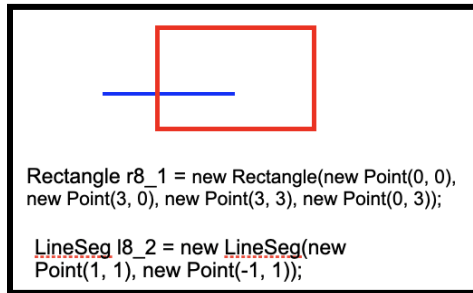 Rectangle r8_1 = new Rectangle(new Point(0, 0),
new Point(3, 0), new Point(3, 3), new Point(0, 3));
LineSeg l8_2 = new LineSeg(new
Point(1, 1), new Point(-1, 1));